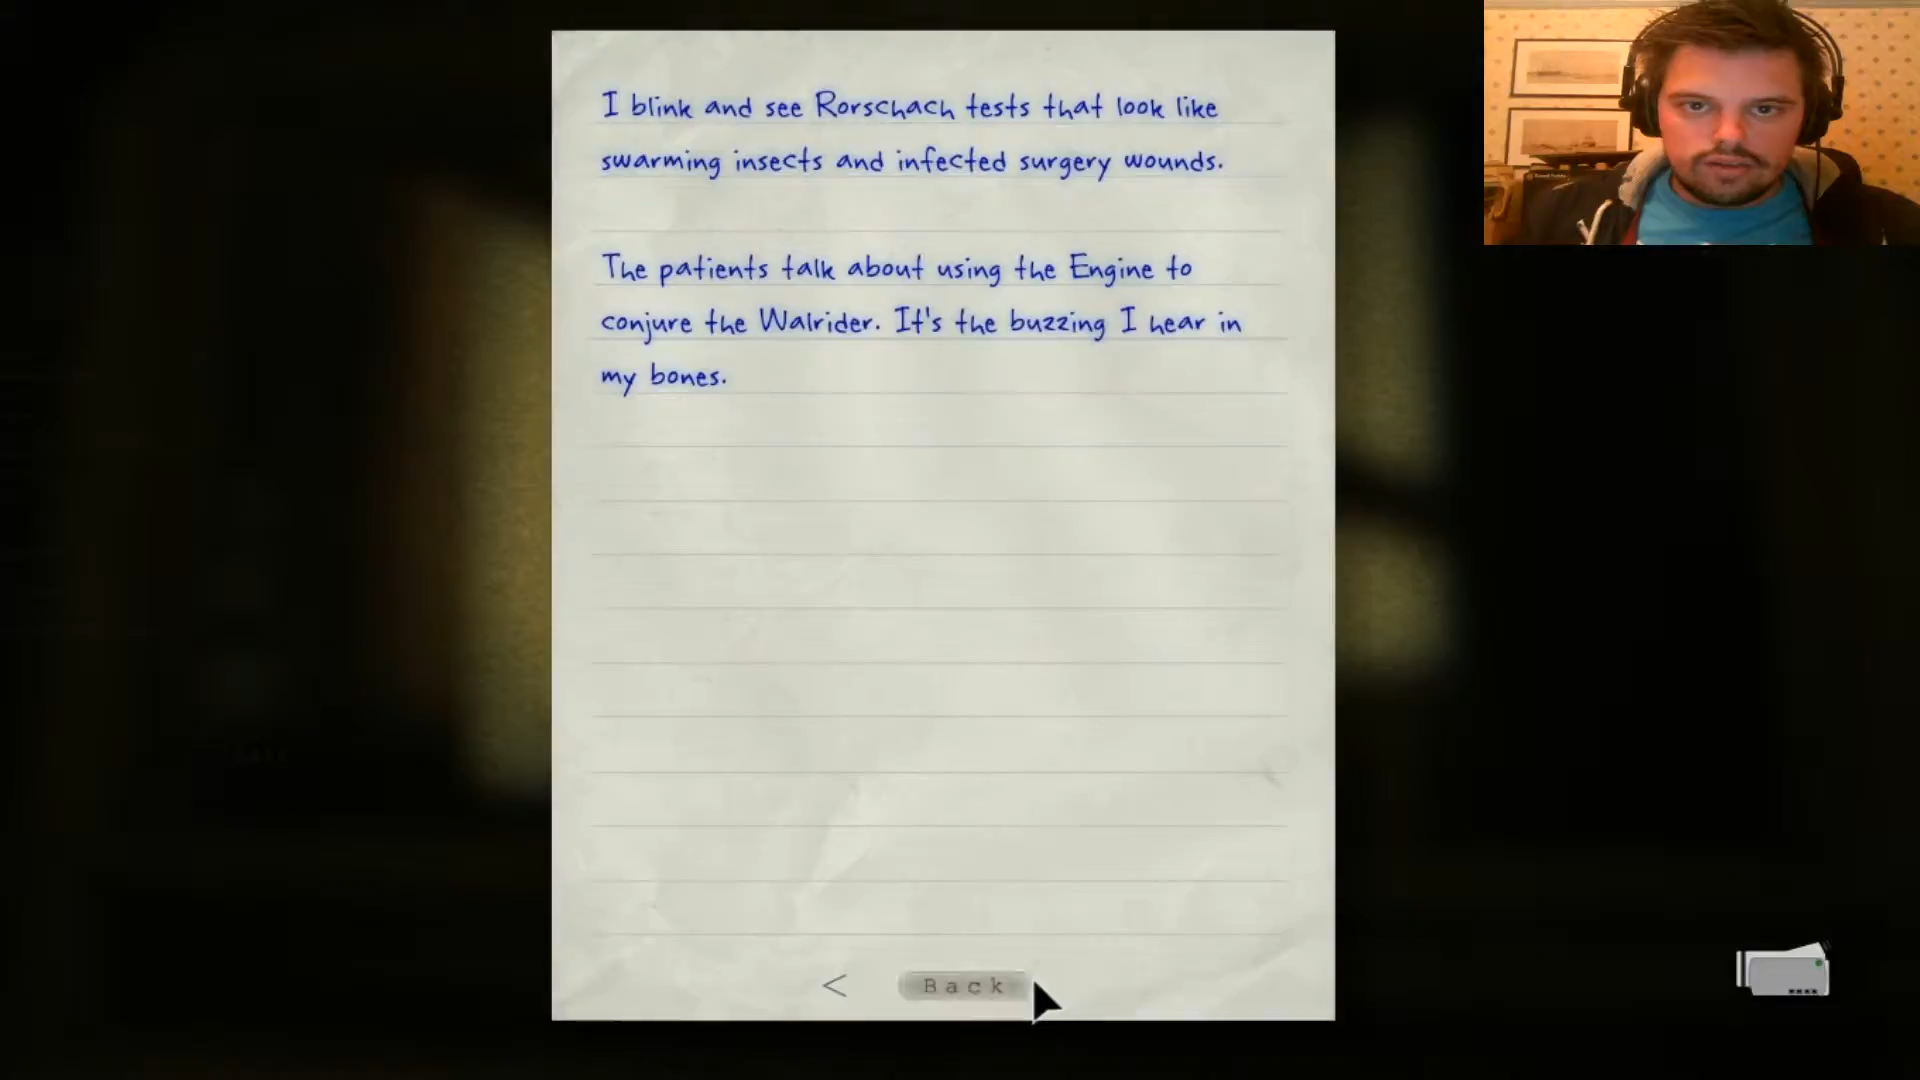 I blink and see Rorschach tests that look like
swarming insects and infected surgery wounds.
The patients talk about using the Engine to
conjure the Walrider. It's the buzzing I hear in
my bones.
< Back